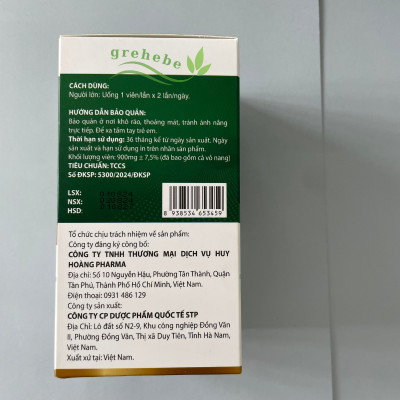 grehebe
CÁCH DÙNG:
Người lớn: Uống 1 viên/lần x 2 lần/ngày.
HƯỚNG DẪN BẢO QUẢN:
Bảo quản ở nơi khô ráo, thoáng mát, tránh ánh nắng
trực tiếp. Để xa tầm tay trẻ em.
Thời hạn sử dụng: 36 tháng kể từ ngày sản xuất. Ngày
sản xuất và hạn sử dụng in trên nhãn sản phẩm.
Khối lượng viên: 900mg ± 7,5% (đã bao gồm cả vỏ nang)
TIÊU CHUẨN: TCCS
Số ĐKSP: 5300/2024/ĐKSP
LSX:
NSX:
HSD:
8 938534 653459
Tổ chức chịu trách nhiệm về sản phẩm:
Công ty đăng ký công bố:
CÔNG TY TNHH THƯƠNG MẠI DỊCH VỤ HUY
HOÀNG PHARMA
Địa chỉ: Số 10 Nguyễn Hậu, Phường Tân Thành, Quận
Tân Phú, Thành Phố Hồ Chí Minh, Việt Nam.
Điện thoại: 0931 486 129
Công ty sản xuất:
CÔNG TY CP DƯỢC PHẨM QUỐC TẾ STP
Địa Chỉ: Lô đất số N2-9, Khu công nghiệp Đồng Văn
II, Phường Đồng Văn, Thị xã Duy Tiên, Tỉnh Hà Nam,
Việt Nam.
Xuất xứ tại: Việt Nam.